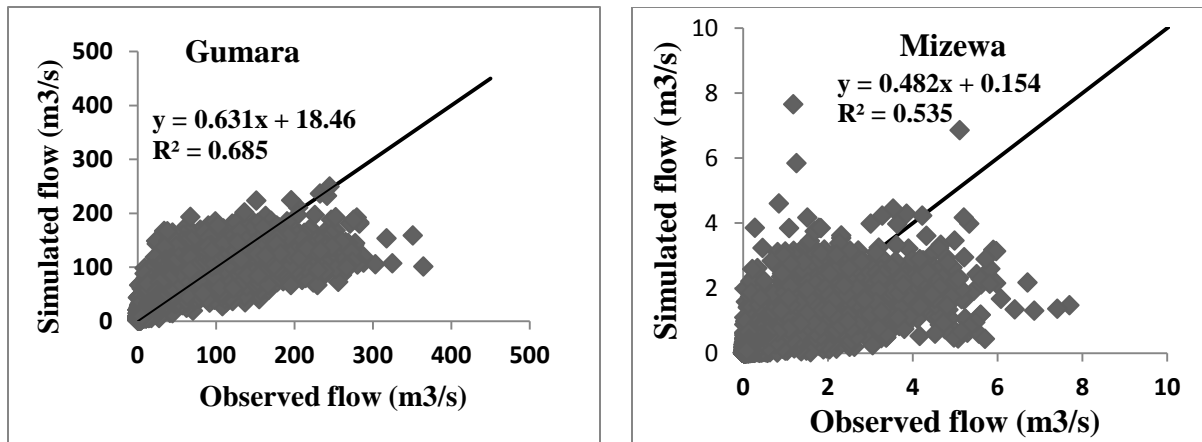 Gumara
y = 0.631x + 18.46
R² = 0.685
Simulated flow (m3/s)
500
400
300
200
100
0
0 100 200 300 400 500
Observed flow (m3/s)
Mizewa
y = 0.482x + 0.154
R² = 0.535
Simulated flow (m3/s)
10
8
6
4
2
0
0 2 4 6 8 10
Observed flow (m3/s)